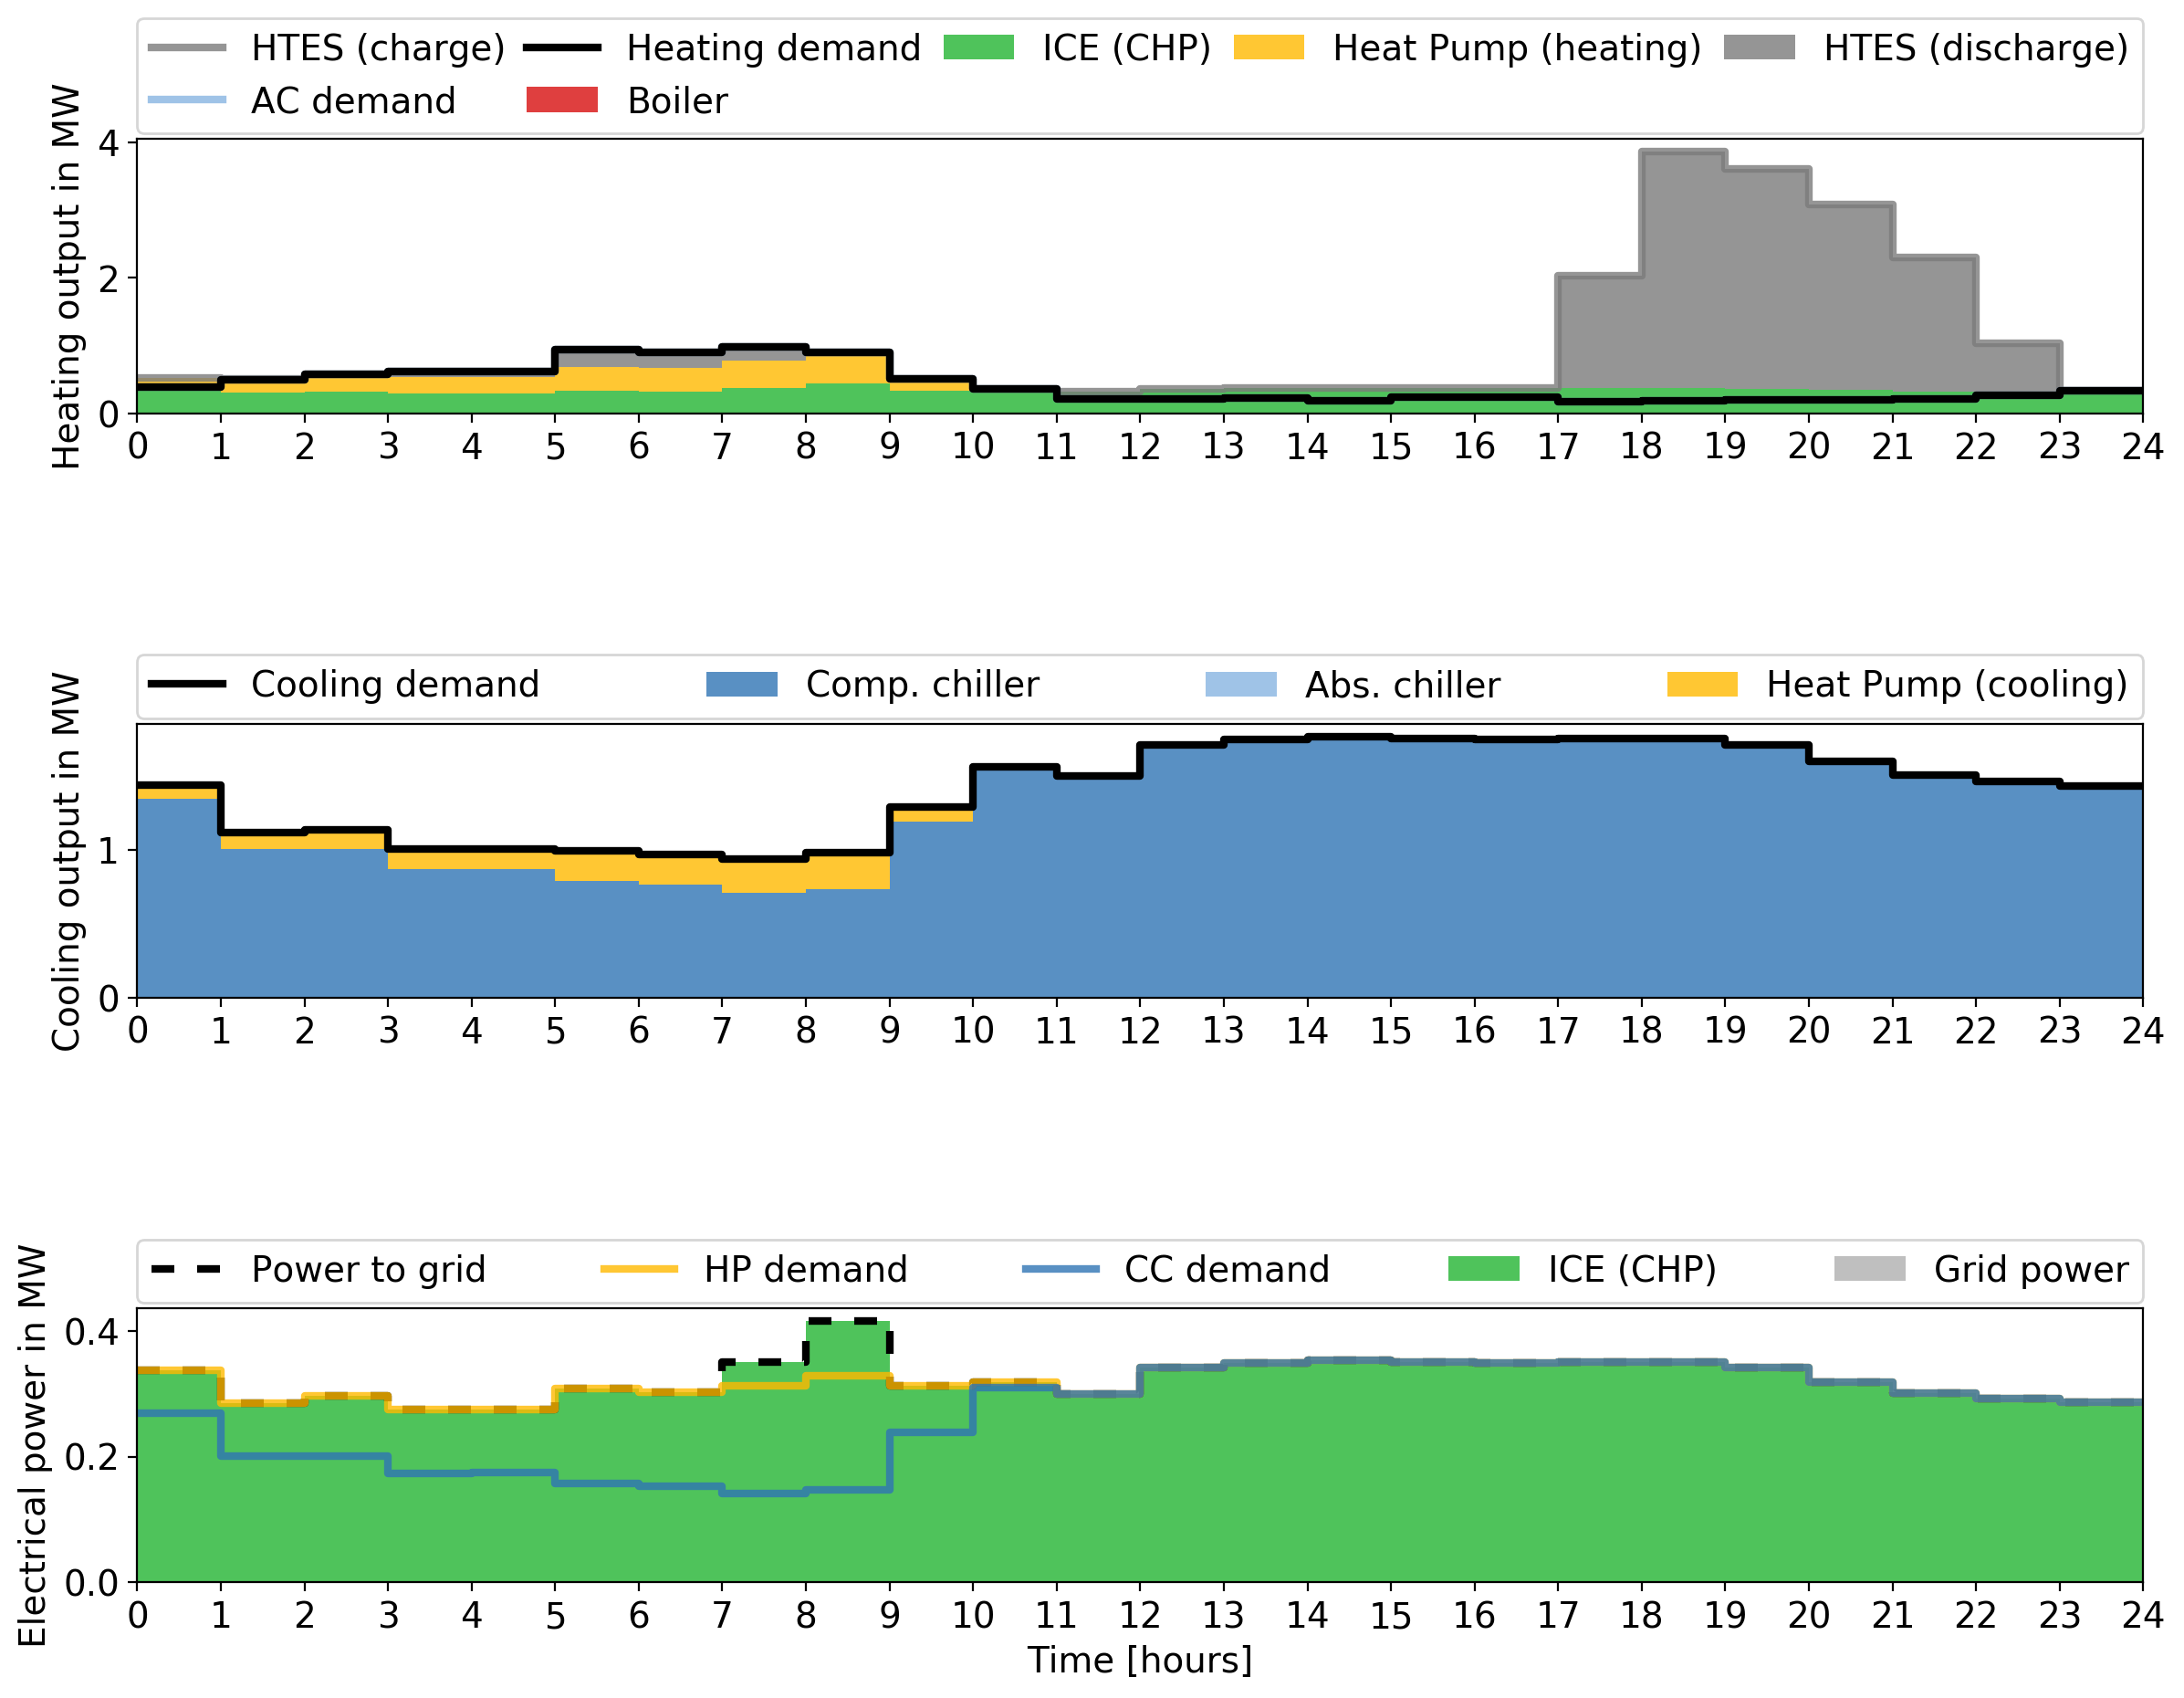 HTES (charge) Heating demand ICE (CHP) Heat Pump (heating) HTES (discharge)
AC demand Boiler
Heating output in MW
4
2
0
0 1 2 3 4 5 6 7 8 9 10 11 12 13 14 15 16 17 18 19 20 21 22 23 24
Cooling demand Comp. chiller Abs. chiller Heat Pump (cooling)
Cooling output in MW
1
0
0 1 2 3 4 5 6 7 8 9 10 11 12 13 14 15 16 17 18 19 20 21 22 23 24
Power to grid HP demand CC demand ICE (CHP) Grid power
Electrical power in MW
0.4
0.2
0.0
0 1 2 3 4 5 6 7 8 9 10 11 12 13 14 15 16 17 18 19 20 21 22 23 24
Time [hours]